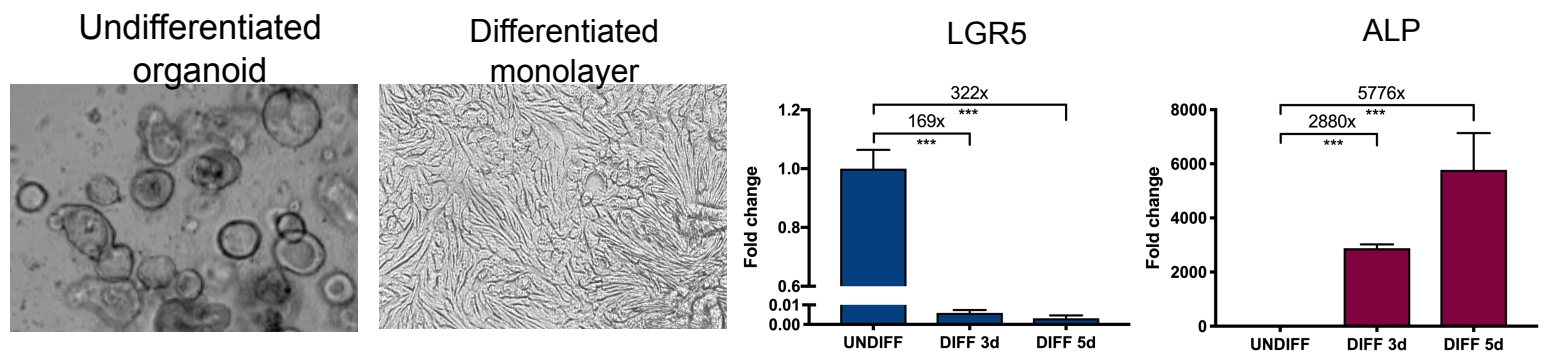 Undifferentiated
organoid
Differentiated
monolayer
LGR5
322x
***
169x
***
1.2
1.0
0.8
0.6
0.01
0.00
Fold change
UNDIFF DIFF 3d DIFF 5d
ALP
5776x
***
2880x
***
8000
6000
4000
2000
0
Fold change
UNDIFF DIFF 3d DIFF 5d